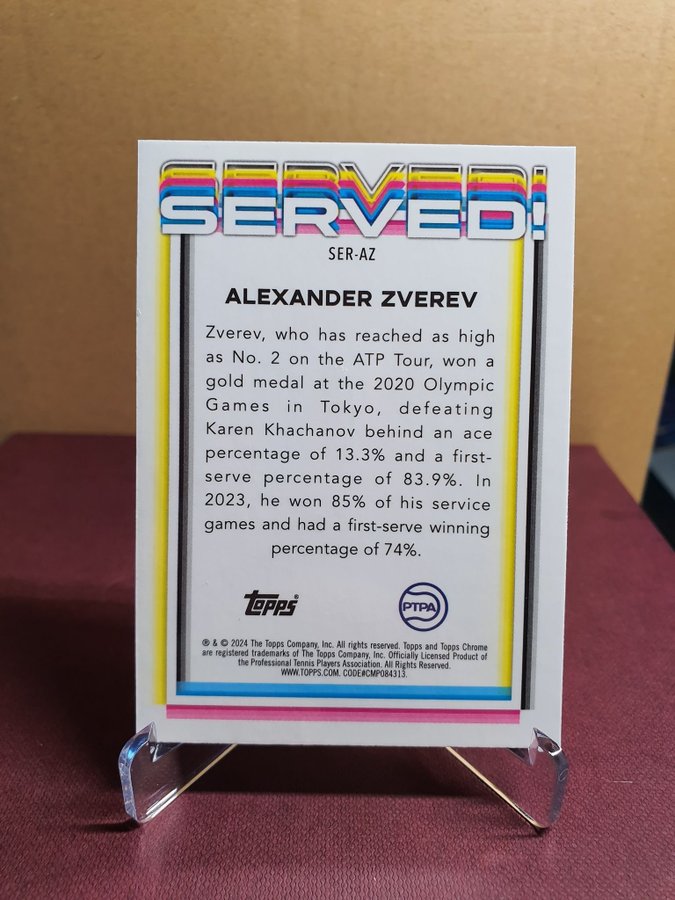 SERVED!
SER-AZ
ALEXANDER ZVEREV
Zverev, who has reached as high
as No. 2 on the ATP Tour, won a
gold medal at the 2020 Olympic
Games in Tokyo, defeating
Karen Khachanov behind an ace
percentage of 13.3% and a first-
serve percentage of 83.9%. In
2023, he won 85% of his service
games and had a first-serve winning
percentage of 74%.
topps®
PTPA
® & © 2024 The Topps Company, Inc. All rights reserved. Topps and Topps Chrome
are registered trademarks of The Topps Company, Inc. Officially Licensed Product of
the Professional Tennis Players Association. All Rights Reserved.
WWW.TOPPS.COM. CODE#CMP084313.